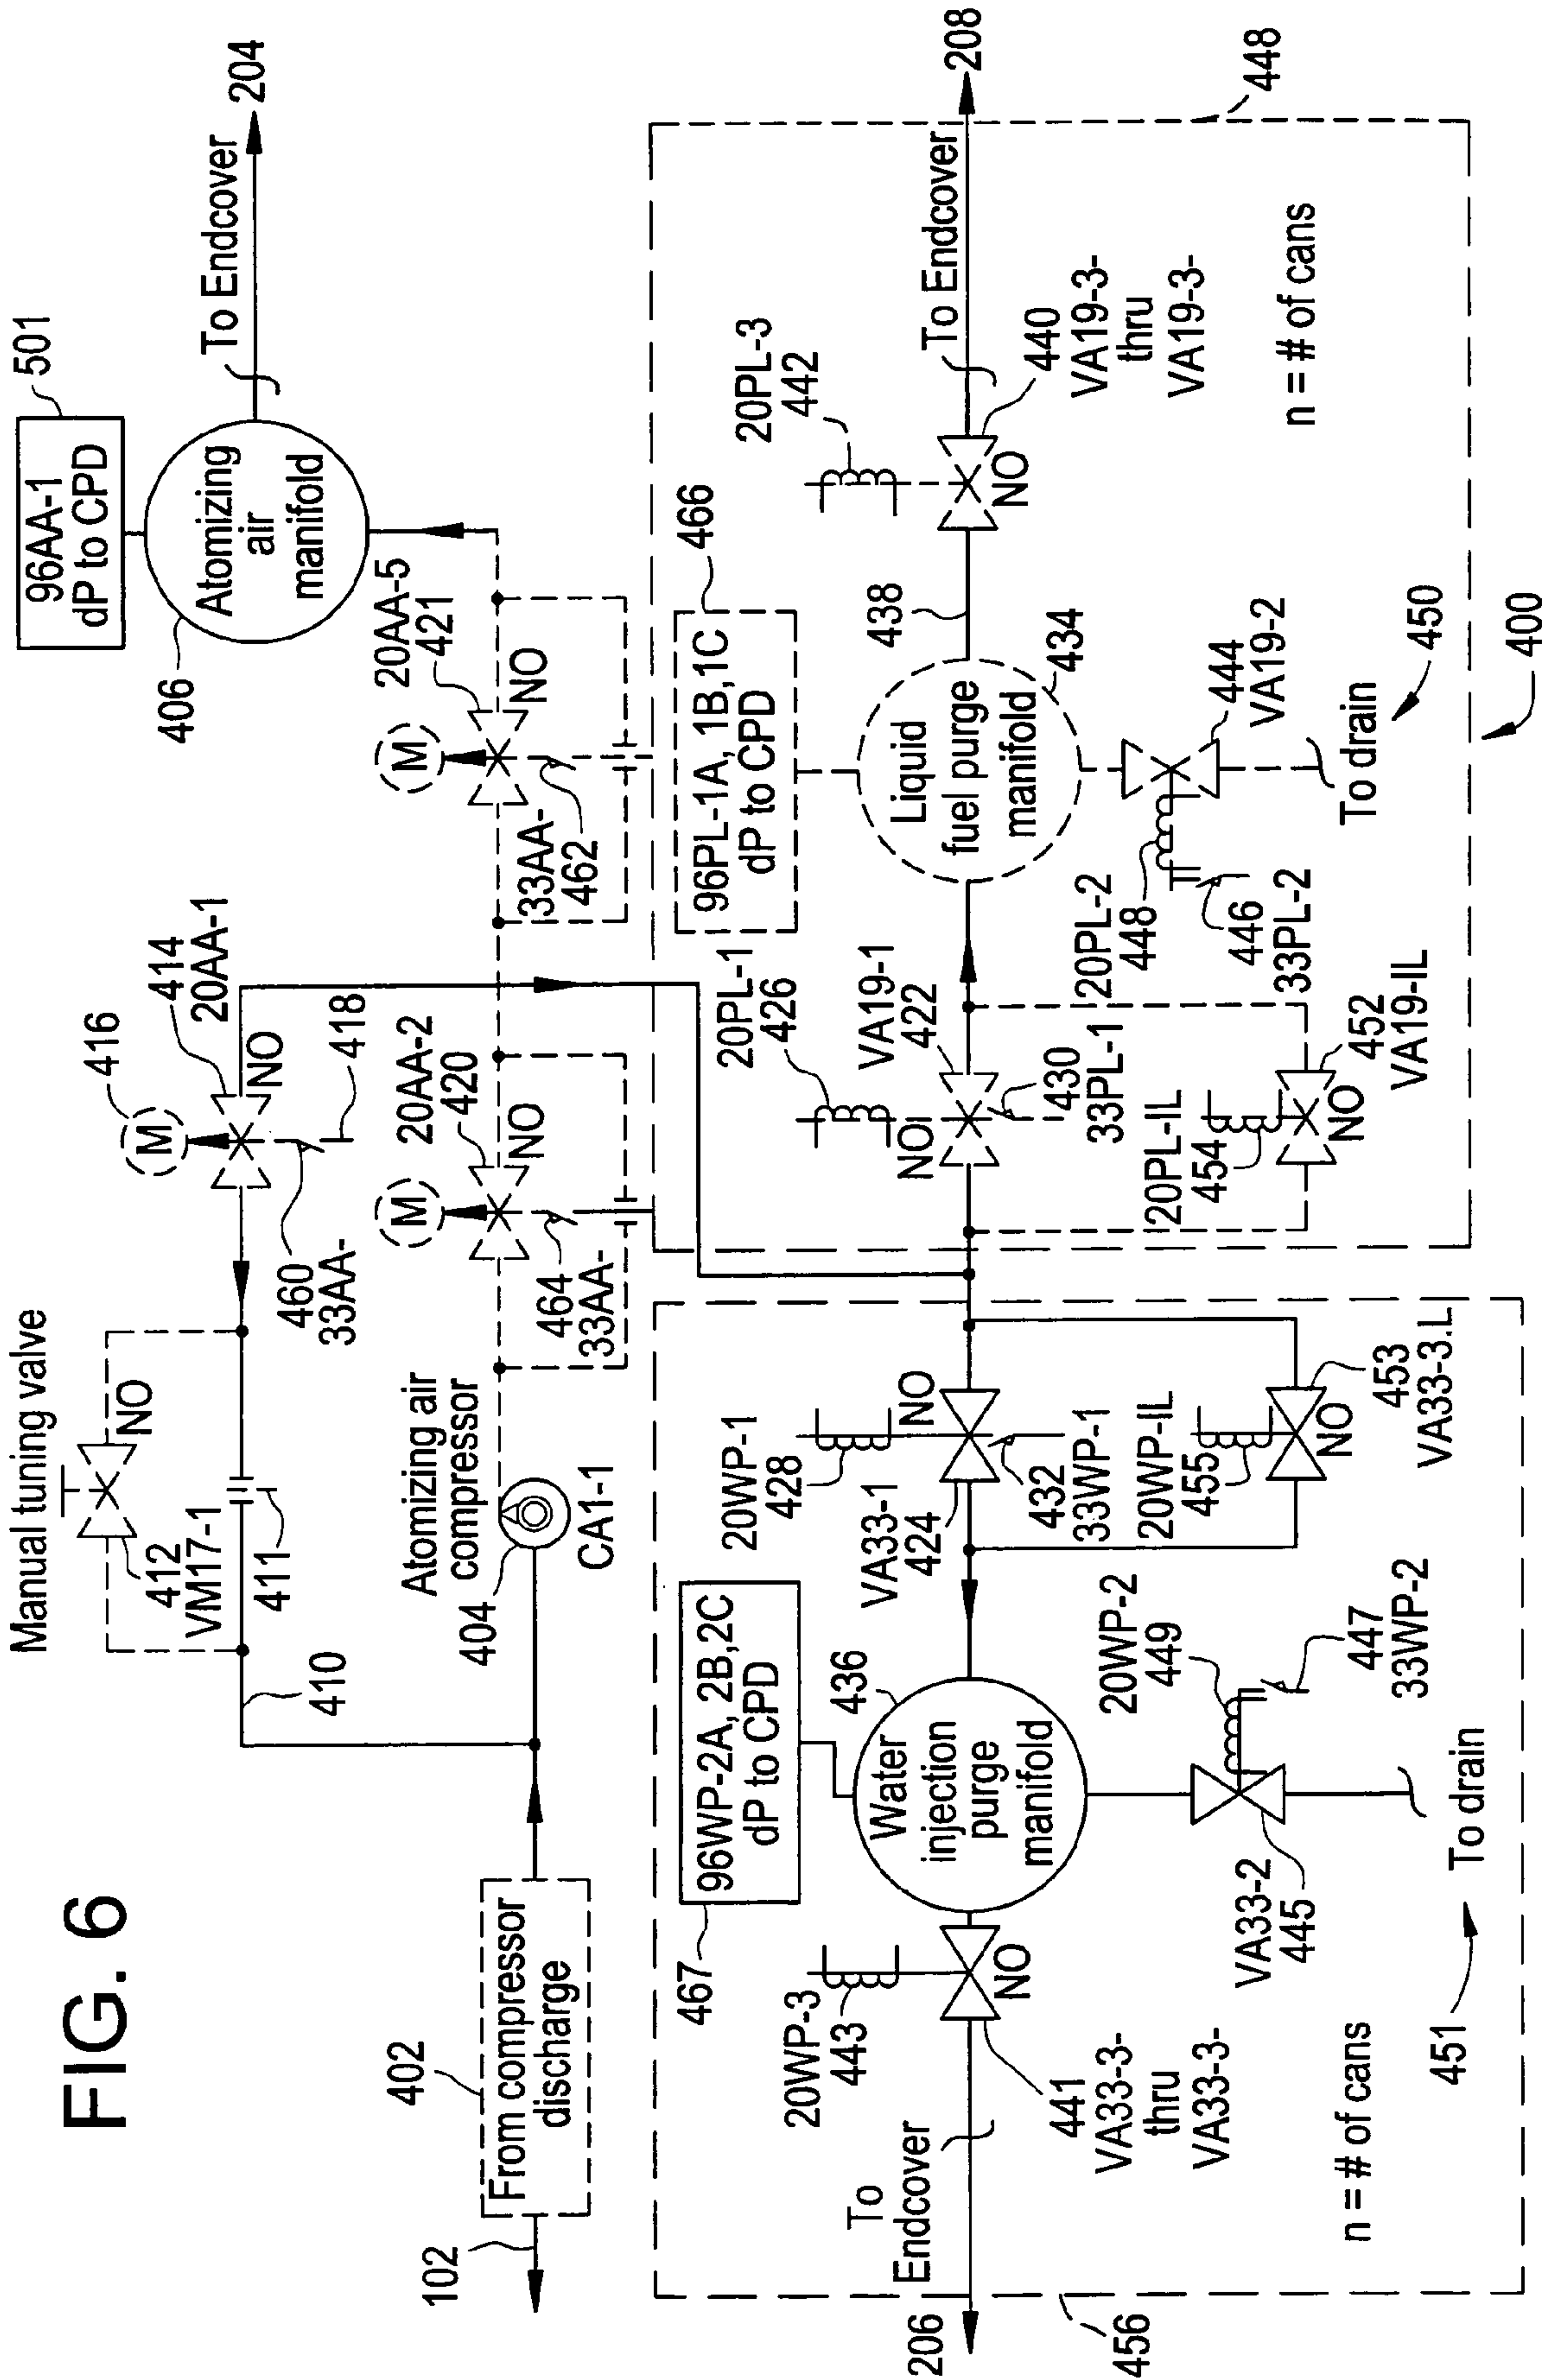 FIG. 6
Manual tuning valve
NO
412
VM17-1
411
410
416
M
414
20AA-1
NO
418
460
33AA-
96AA-1
dP to CPD
501
Atomizing
air
manifold
406
To Endcover
204
20AA-5
421
M
NO
33AA-
462
20AA-2
420
M
NO
464
33AA-
Atomizing air
compressor
404
CA1-1
402
From compressor
discharge
102
96WP-2A, 2B,2C
dP to CPD
467
20WP-3
443
NO
To
Endcover
206
441
VA33-3-
thru
VA33-3-
n = # of cans
456
Water
injection
purge
manifold
436
20WP-1
428
NO
VA33-1
424
432
33WP-1
20WP-IL
455
NO
453
VA33-3.L
20WP-2
449
447
33WP-2
VA33-2
445
To drain
451
20PL-1
426
VA19-1
422
NO
430
33PL-1
20PL-IL
454
NO
452
VA19-IL
96PL-1A, 1B,1C
dP to CPD
466
Liquid
fuel purge
manifold
434
438
20PL-3
442
NO
To Endcover
208
440
VA19-3-
thru
VA19-3-
n = # of cans
448
20PL-2
448
446
33PL-2
444
VA19-2
To drain
450
400